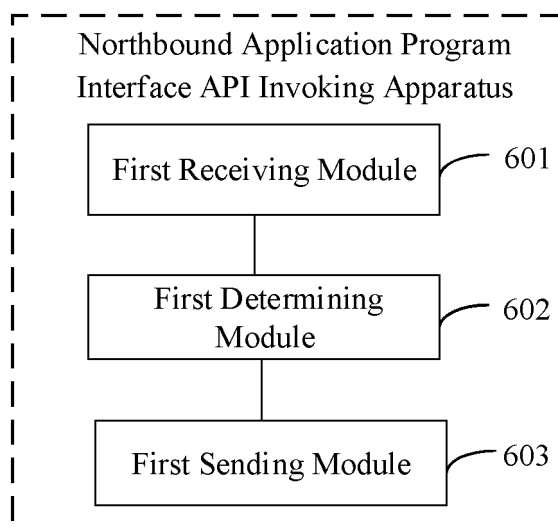 Northbound Application Program
Interface API Invoking Apparatus
First Receiving Module
601
First Determining
Module
602
First Sending Module
603